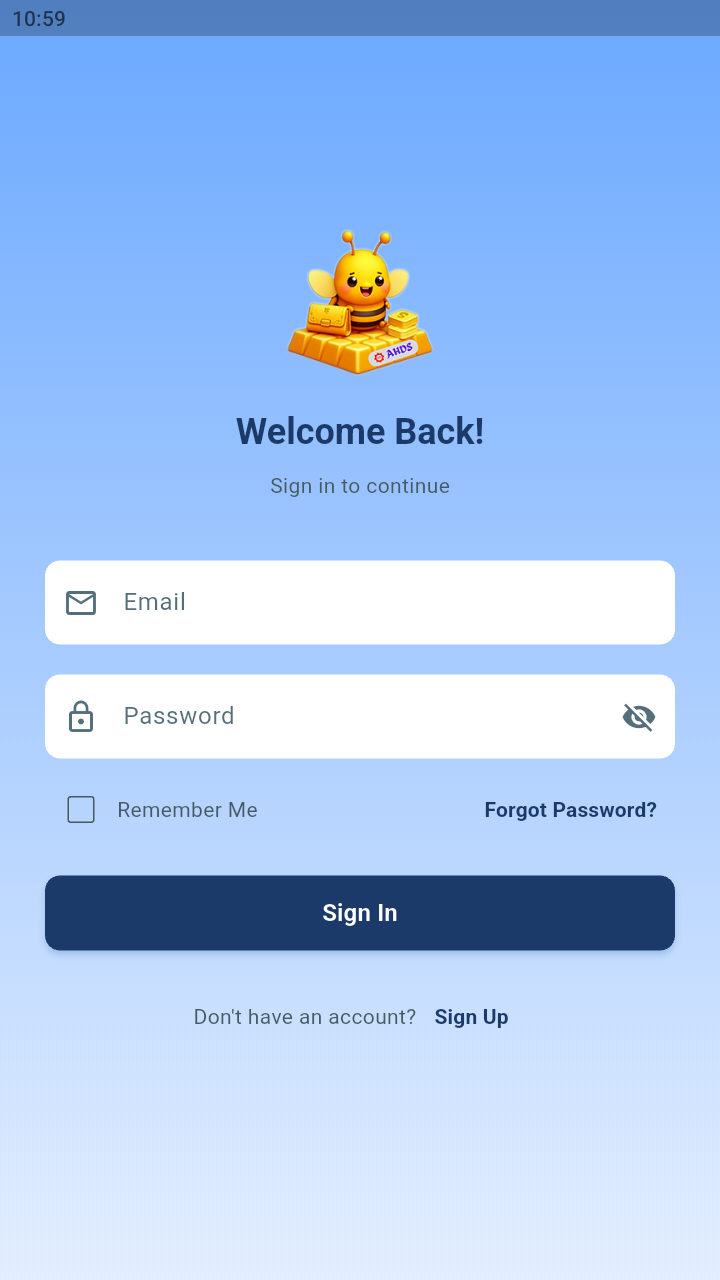 10:59
AHDS
Welcome Back!
Sign in to continue
Email
Password
Remember Me Forgot Password?
Sign In
Don't have an account? Sign Up